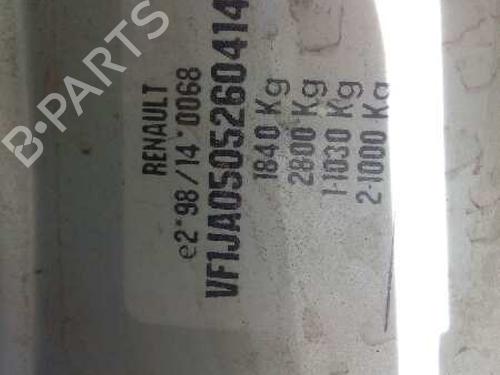 RENAULT
e2*98/14*0068
VF1JA0505260414
1840 Kg
2800 Kg
1-1030 Kg
2-1000 Kg
B-PARTS